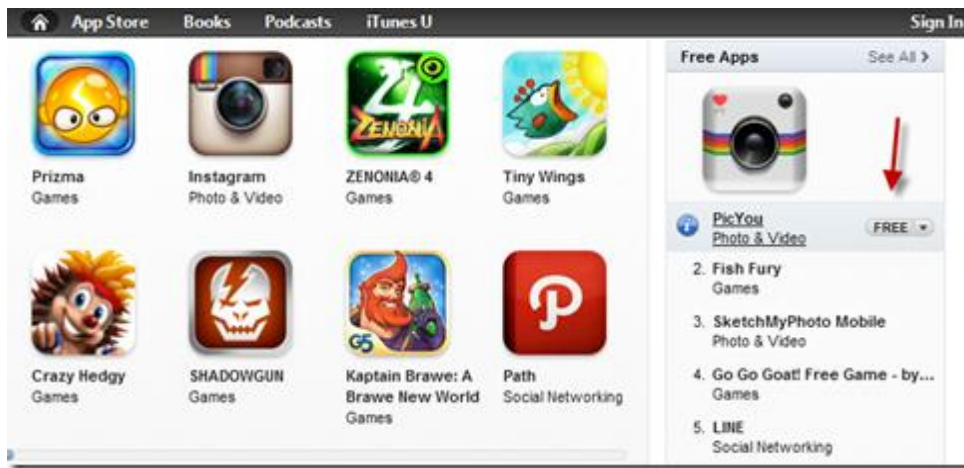 App Store Books Podcasts iTunes U Sign In
Prizma
Games
Instagram
Photo & Video
4
ZENONIA
ZENONIA® 4
Games
Tiny Wings
Games
G5
Crazy Hedgy
Games
SHADOWGUN
Games
Kaptain Brawe: A
Brawe New World
Games
Path
Social Networking
Free Apps See All >
PicYou FREE
Photo & Video
2. Fish Fury
Games
3. SketchMyPhoto Mobile
Photo & Video
4. Go Go Goat! Free Game - by...
Games
5. LINE
Social Networking